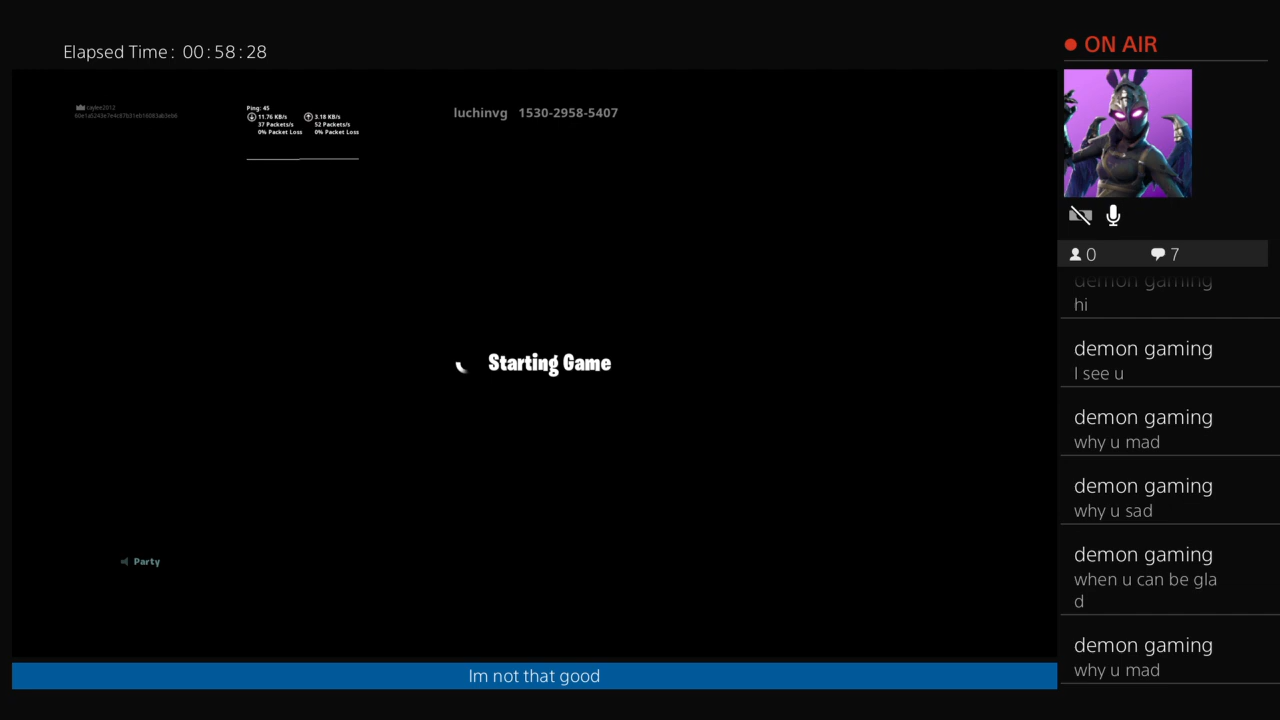 Elapsed Time: 00:58:28
ON AIR
caylee2012
Ping: 45
11.76 KB/s 3.18 KB/s
37 Packets/s 52 Packets/s
0% Packet Loss 0% Packet Loss
luchinvg 1530-2958-5407
0 7
demon gaming
hi
demon gaming
I see u
Starting Game
demon gaming
why u mad
demon gaming
why u sad
demon gaming
when u can be gla
d
Party
demon gaming
why u mad
Im not that good